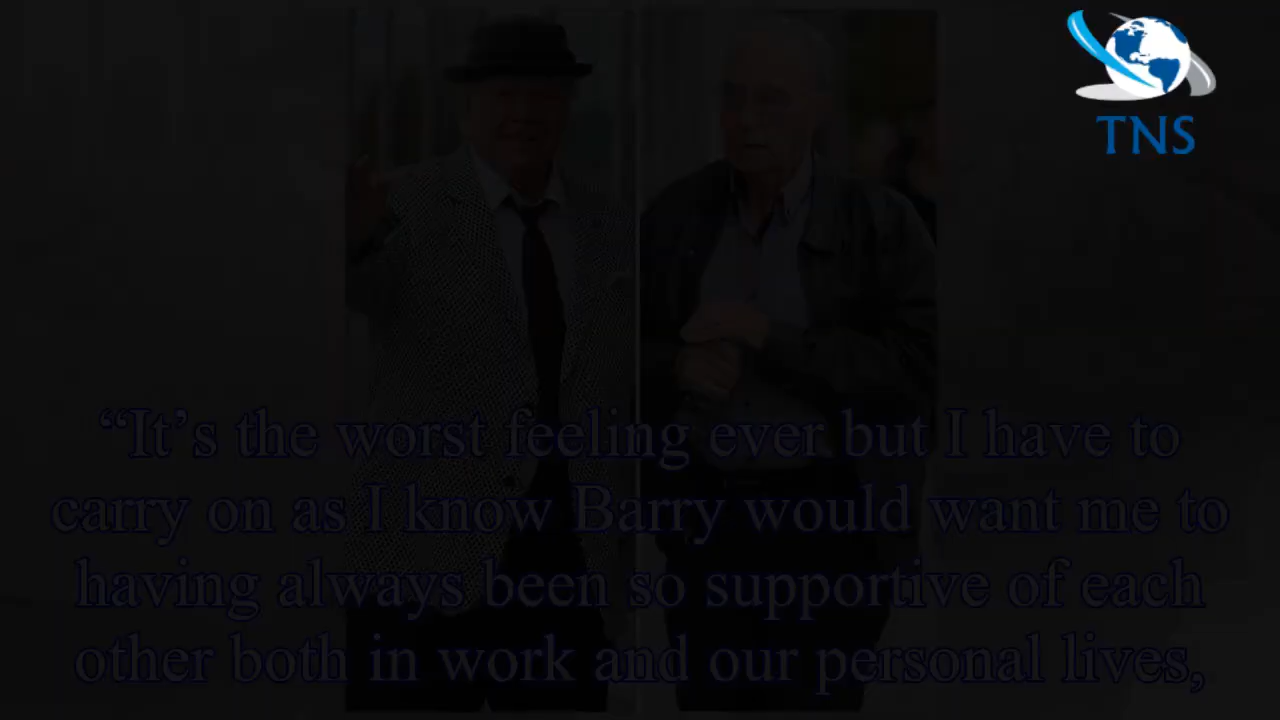 TNS
“It’s the worst feeling ever but I have to
carry on as I know Barry would want me to
having always been so supportive of each
other both in work and our personal lives,